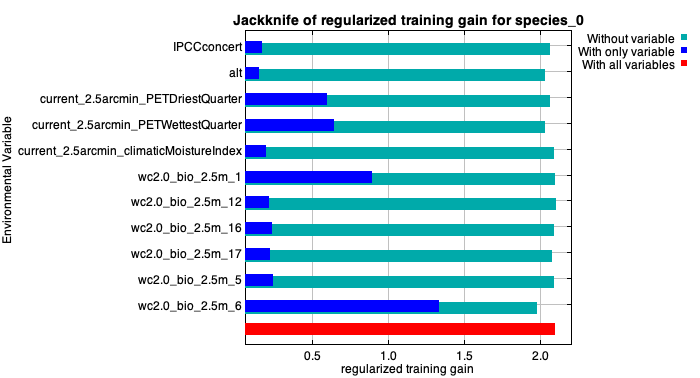 Jackknife of regularized training gain for species_0
Without variable
With only variable
With all variables
Environmental Variable
IPCCconcert
alt
current_2.5arcmin_PETDriestQuarter
current_2.5arcmin_PETWettestQuarter
current_2.5arcmin_climaticMoistureIndex
wc2.0_bio_2.5m_1
wc2.0_bio_2.5m_12
wc2.0_bio_2.5m_16
wc2.0_bio_2.5m_17
wc2.0_bio_2.5m_5
wc2.0_bio_2.5m_6
0.5 1.0 1.5 2.0
regularized training gain